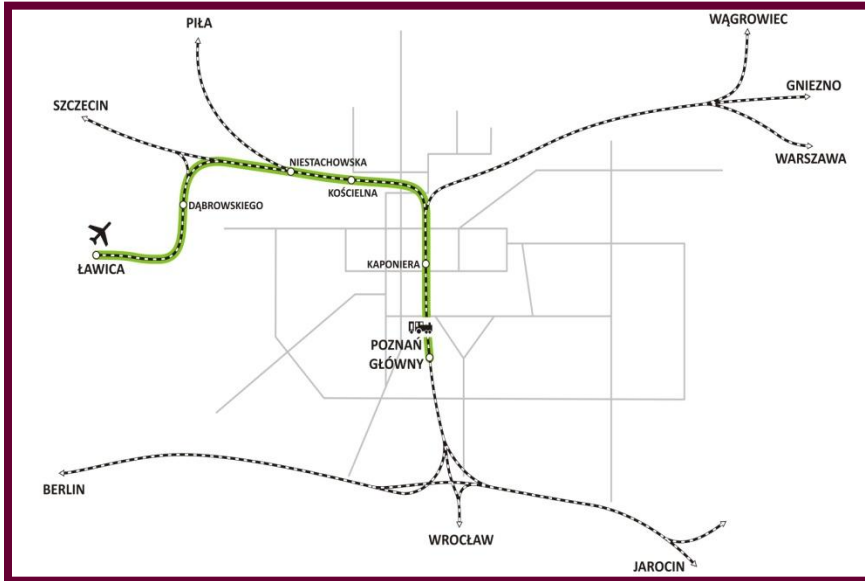 PIŁA
WĄGROWIEC
GNIEZNO
SZCZECIN
WARSZAWA
NIESTACHOWSKA
KOŚCIELNA
DĄBROWSKIEGO
ŁAWICA
KAPONIERA
POZNAŃ
GŁÓWNY
BERLIN
WROCŁAW
JAROCIN